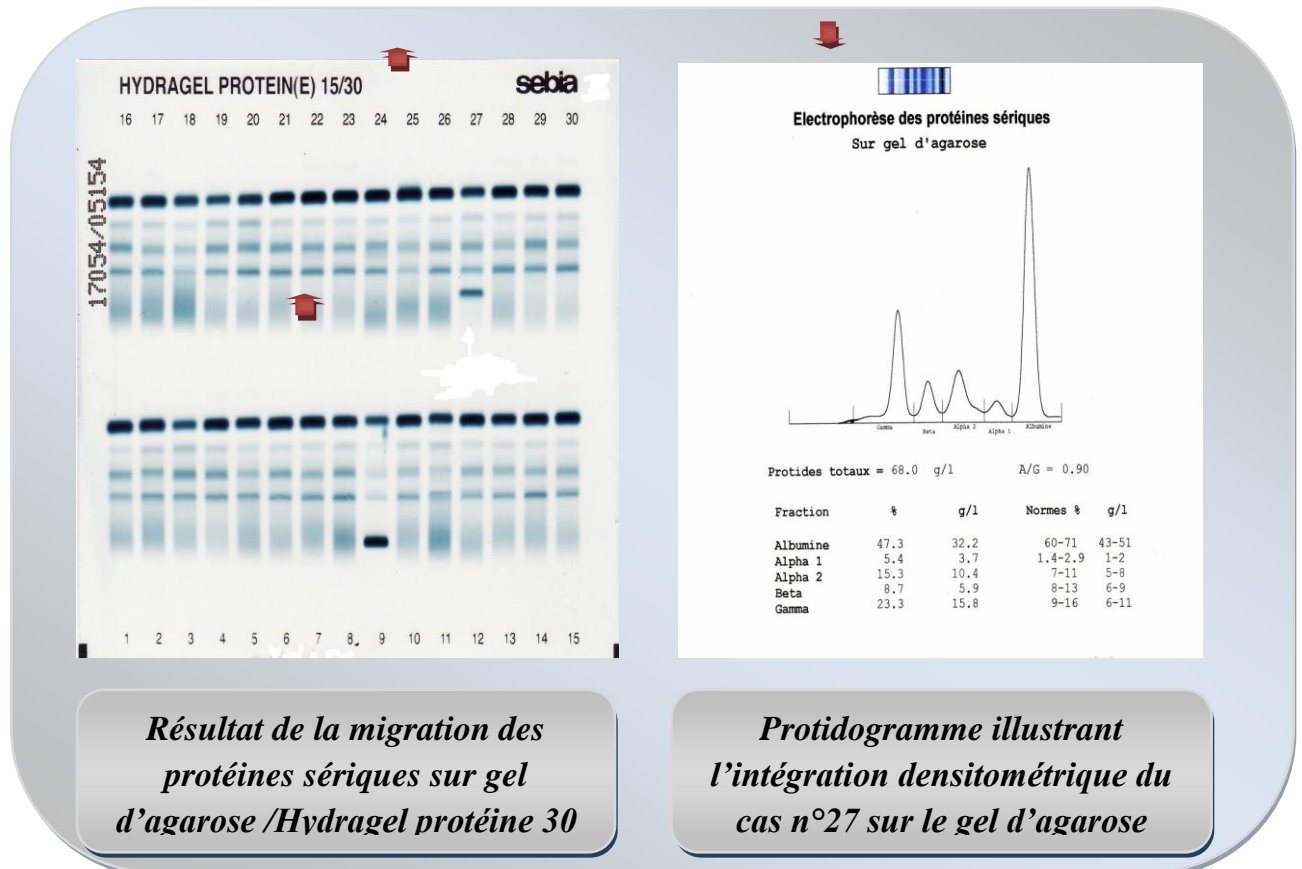 HYDRAGEL PROTEIN(E) 15/30 sebia
16 17 18 19 20 21 22 23 24 25 26 27 28 29 30
17054/05154
1 2 3 4 5 6 7 8 9 10 11 12 13 14 15
Electrophorèse des protéines sériques
Sur gel d'agarose
Gamma Beta Alpha 2 Alpha 1 Albumine
Protides totaux = 68.0 g/l A/G = 0.90
Fraction % g/l Normes % g/l
Albumine 47.3 32.2 60-71 43-51
Alpha 1 5.4 3.7 1.4-2.9 1-2
Alpha 2 15.3 10.4 7-11 5-8
Beta 8.7 5.9 8-13 6-9
Gamma 23.3 15.8 9-16 6-11
Résultat de la migration des
protéines sériques sur gel
d'agarose /Hydragel protéine 30
Protidogramme illustrant
l'intégration densitométrique du
cas n°27 sur le gel d'agarose